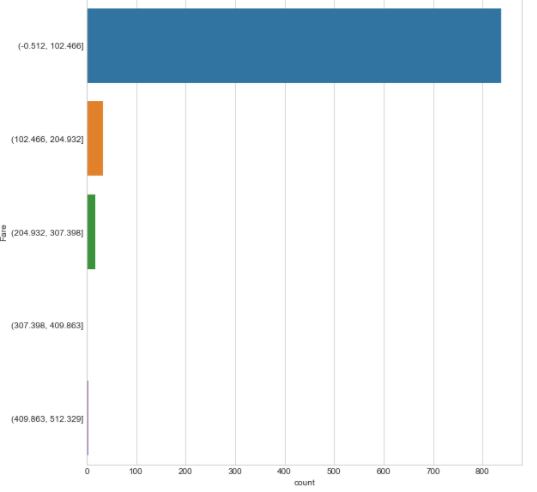 (-0.512, 102.466]
(102.466, 204.932]
Fare
(204.932, 307.398]
(307.398, 409.863]
(409.863, 512.329]
0 100 200 300 400 500 600 700 800
count